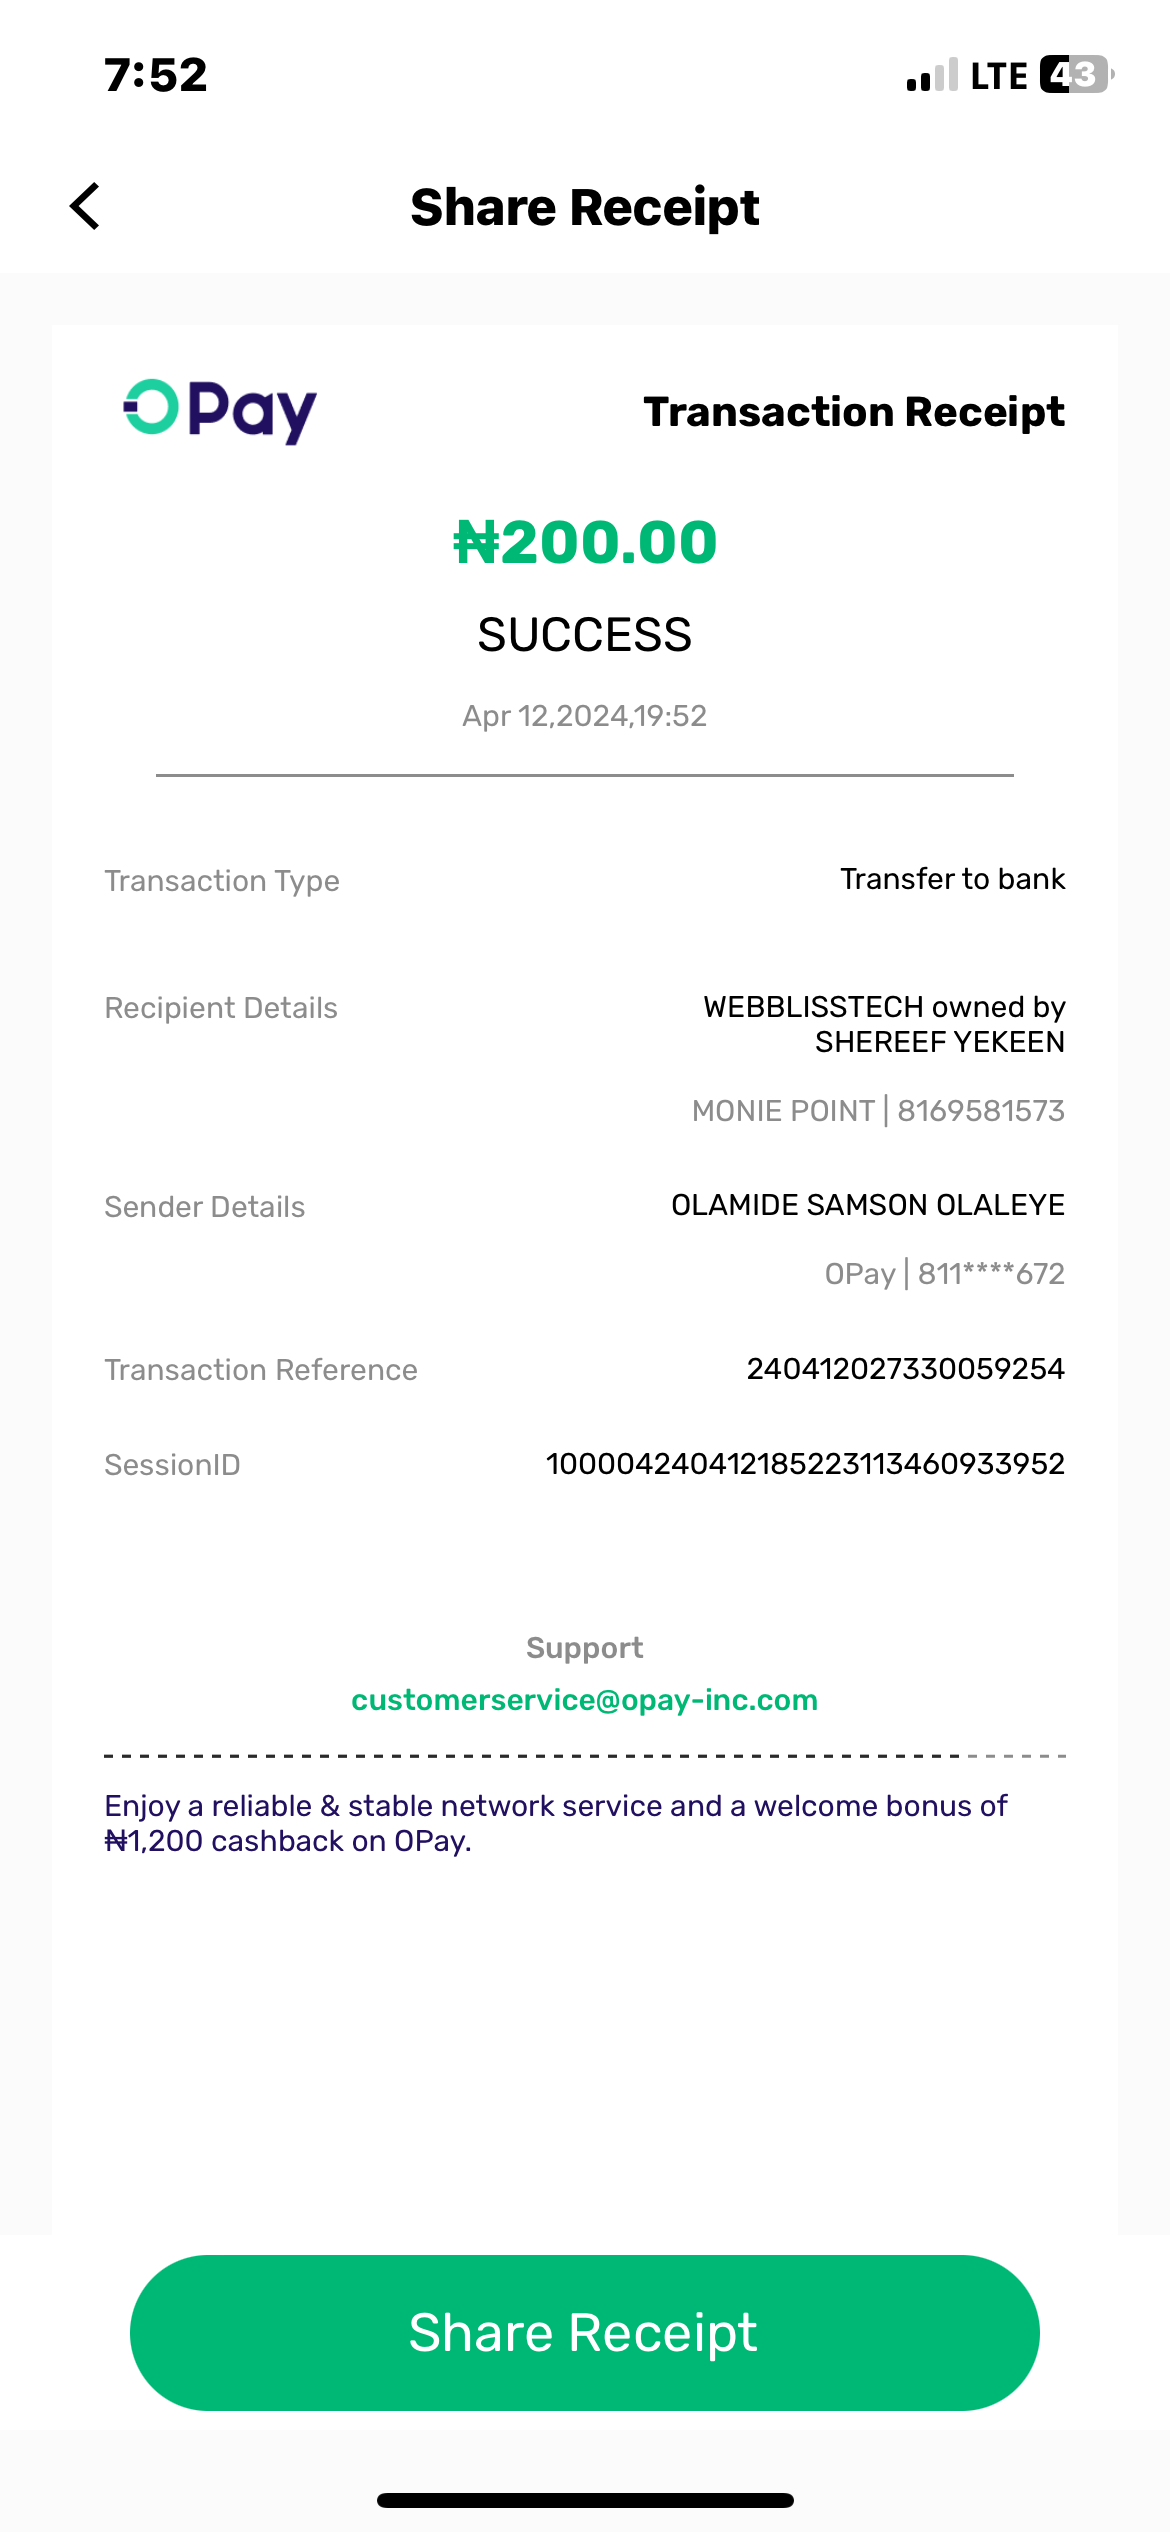 7:52
LTE 43
Share Receipt
OPay
Transaction Receipt
₦200.00
SUCCESS
Apr 12,2024,19:52
Transaction Type
Transfer to bank
Recipient Details
WEBBLISSTECH owned by
SHEREEF YEKEEN
MONIE POINT | 8169581573
Sender Details
OLAMIDE SAMSON OLALEYE
OPay | 811****672
Transaction Reference
240412027330059254
SessionID
100004240412185223113460933952
Support
customerservice@opay-inc.com
Enjoy a reliable & stable network service and a welcome bonus of
₦1,200 cashback on OPay.
Share Receipt